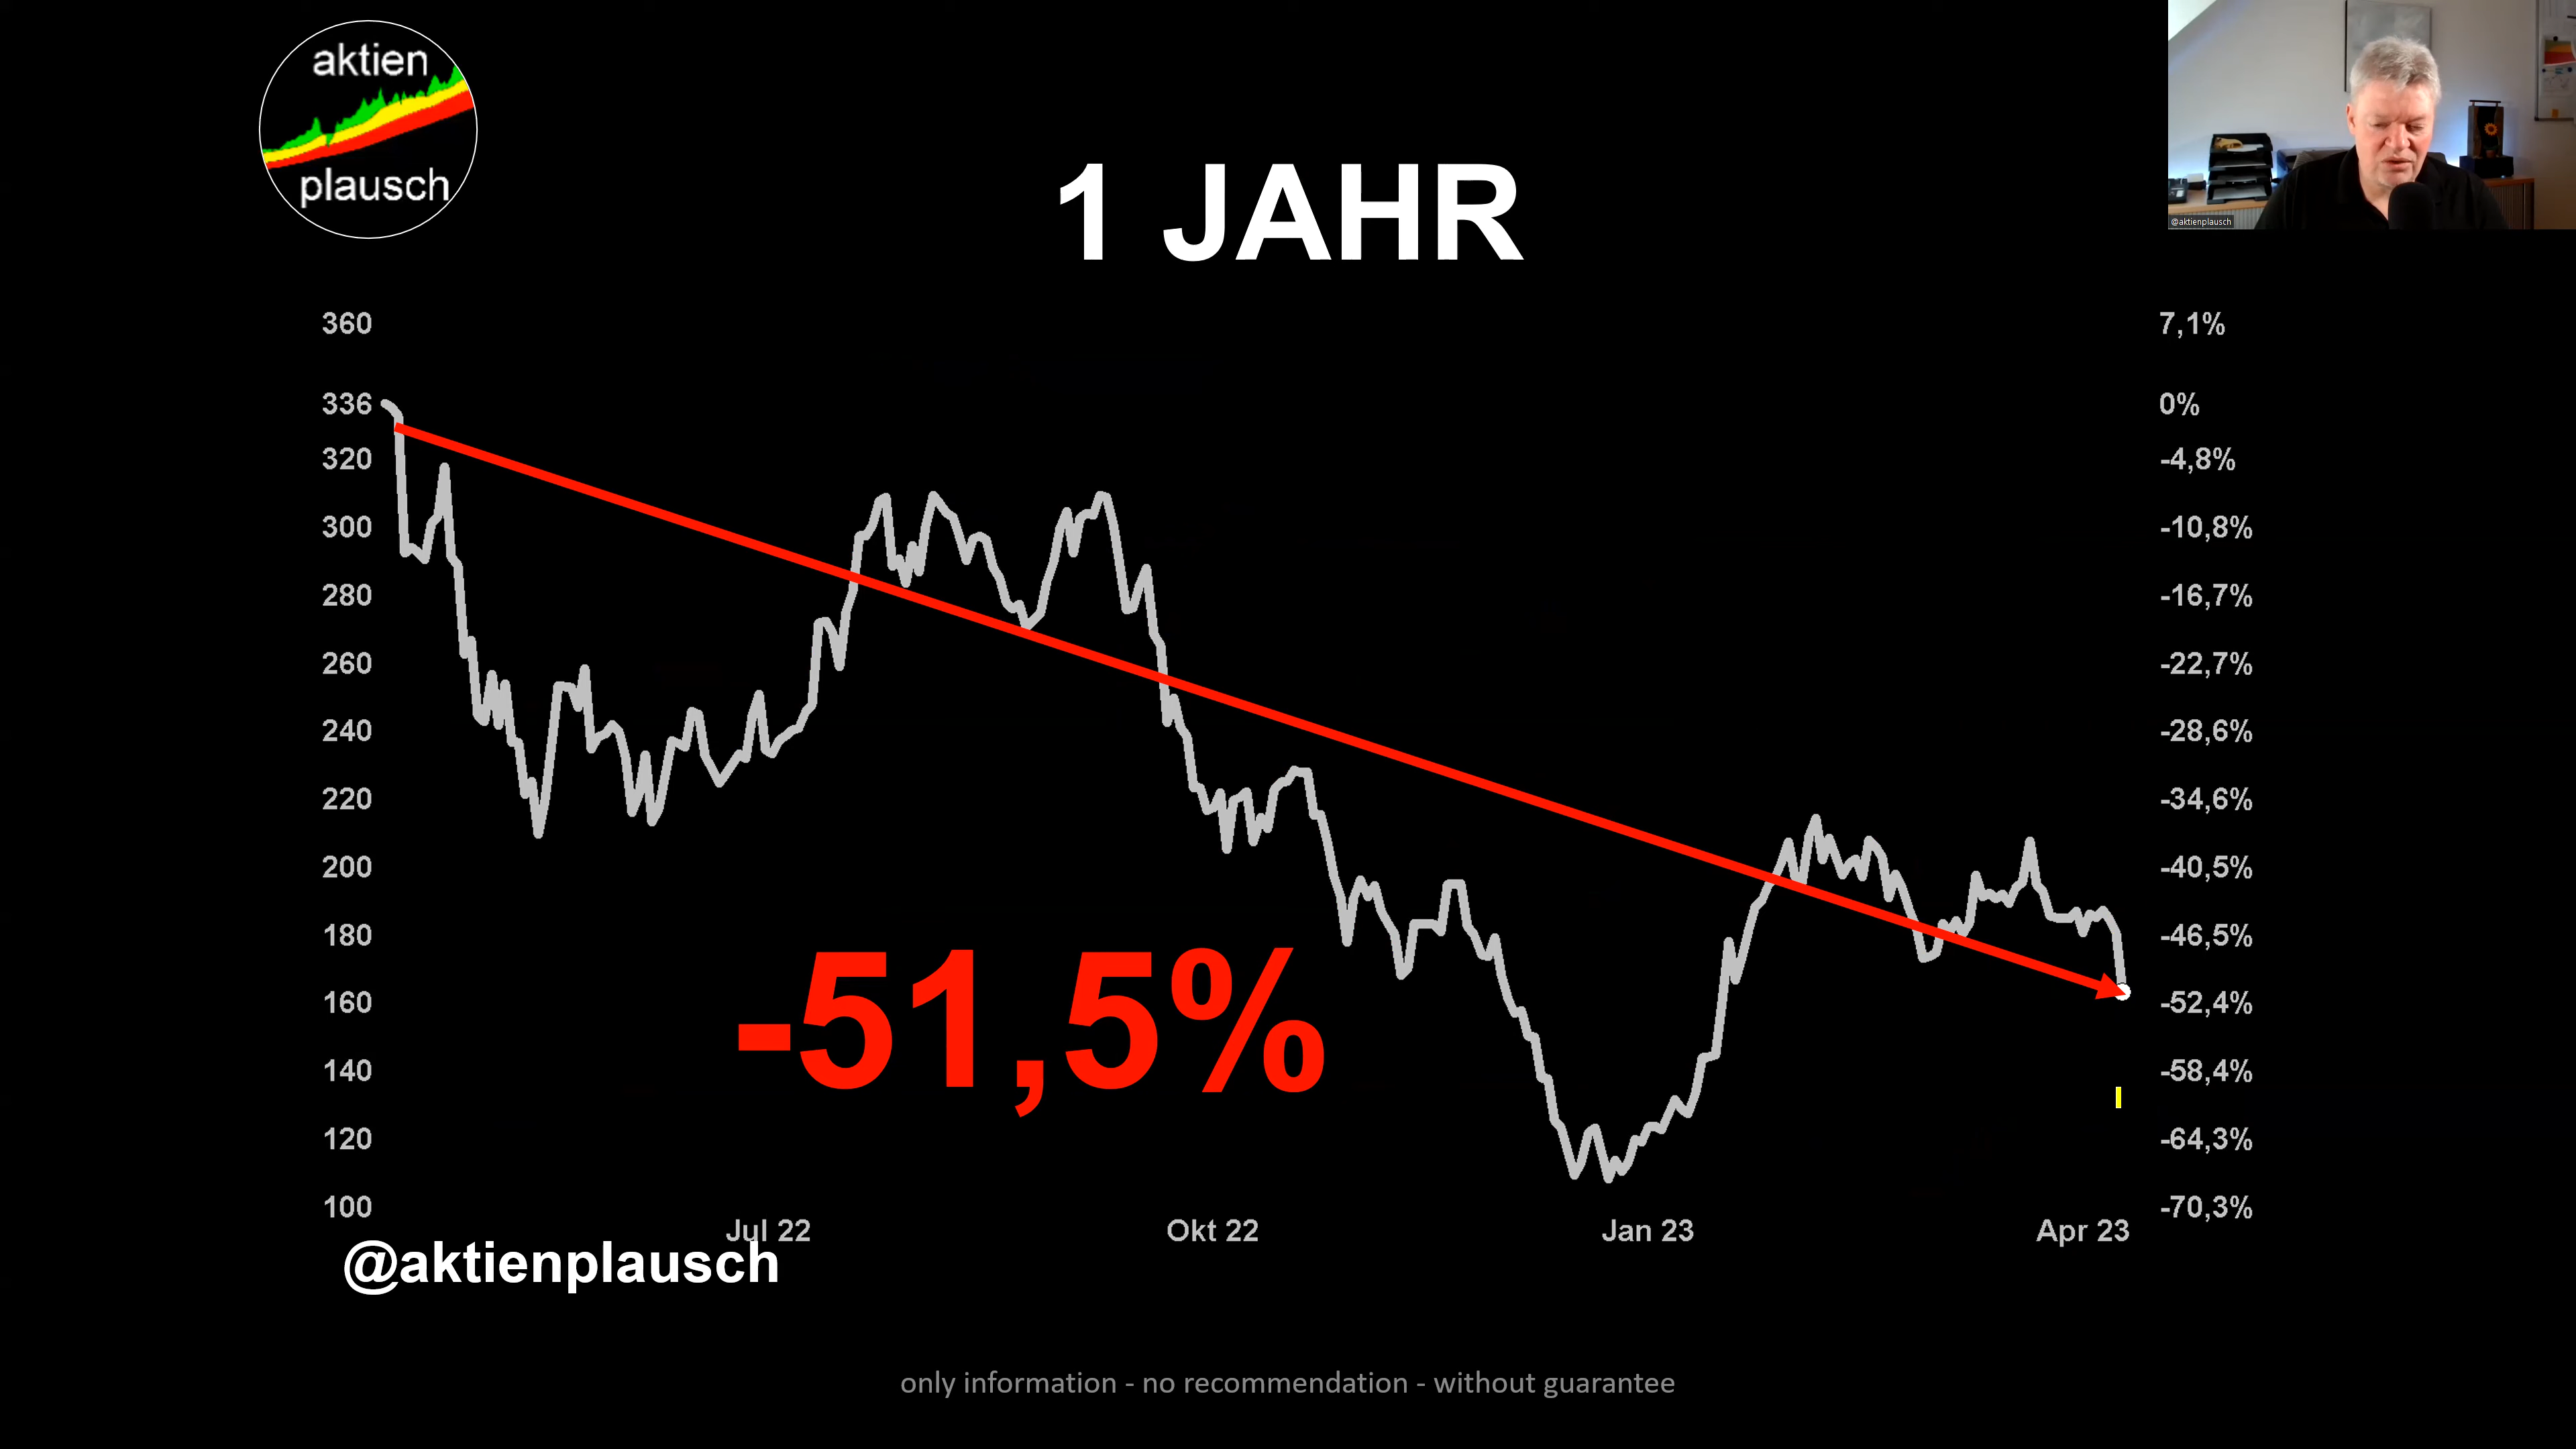 aktien
plausch
1 JAHR
@aktienplausch
360
7,1%
336
0%
320
-4,8%
300
-10,8%
280
-16,7%
260
-22,7%
240
-28,6%
220
-34,6%
200
-40,5%
180
-46,5%
160
-52,4%
140
-58,4%
120
-64,3%
100
-70,3%
-51,5%
Jul 22
Okt 22
Jan 23
Apr 23
@aktienplausch
only information - no recommendation - without guarantee